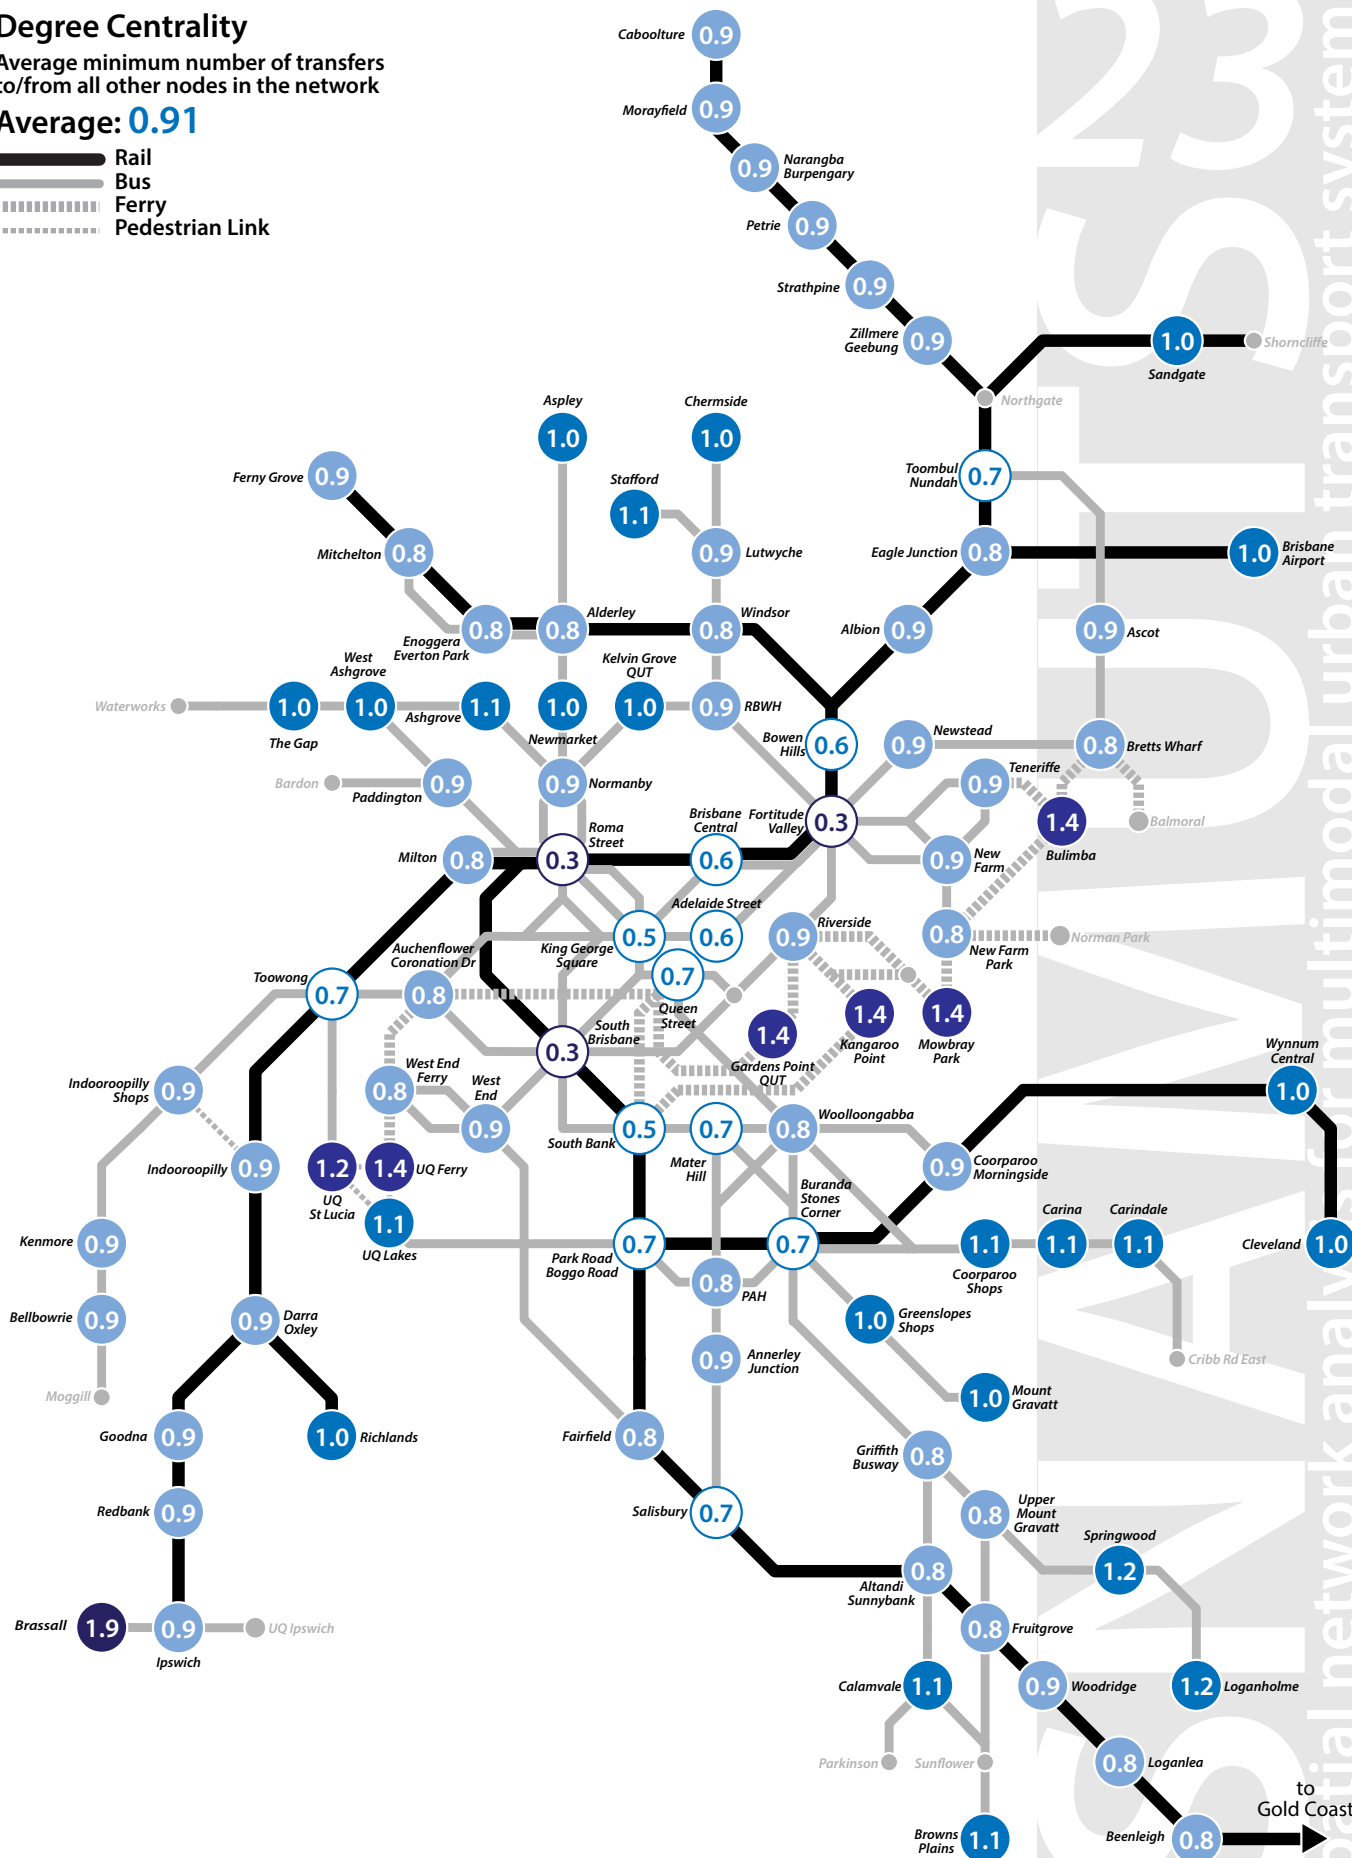 Degree Centrality
Average minimum number of transfers
to/from all other nodes in the network
Average: 0.91
Rail
Bus
Ferry
Pedestrian Link
23
Caboolture 0.9
Morayfield 0.9
0.9 Narangba
Burpengary
Petrie 0.9
Strathpine 0.9
Zillmere
Geebung 0.9
1.0 Shorncliffe
Sandgate
Northgate
Aspley
1.0
Chermside
1.0
Ferny Grove 0.9
Stafford
1.1
Toombul
Nundah 0.7
Mitchelton 0.8
0.9 Lutwyche
Eagle Junction 0.8
1.0 Brisbane
Airport
Enoggera
Everton Park 0.8
0.8 Alderley
0.8 Windsor
Albion 0.9
0.9 Ascot
West
Ashgrove
Kelvin Grove
QUT
Waterworks
1.0
The Gap
1.0
Ashgrove 1.1
1.0
Newmarket
1.0
0.9 RBWH
Bowen
Hills 0.6
0.9 Newstead
0.8 Bretts Wharf
Bardon
Paddington 0.9
0.9 Normanby
0.9 Teneriffe
Milton 0.8
Roma
Street
0.3
Brisbane
Central
0.6
Fortitude
Valley 0.3
1.4
Bulimba
Balmoral
0.9 New
Farm
Adelaide Street
0.6
King George
Square 0.5
0.9 Riverside
0.8
New Farm
Park
Norman Park
Auchenflower
Coronation Dr
0.8
Toowong 0.7
0.7
Queen
Street
1.4
Gardens Point
QUT
1.4
Kangaroo
Point
1.4
Mowbray
Park
South
Brisbane
0.3
Wynnum
Central
1.0
Indooroopilly
Shops 0.9
West End
Ferry
0.8
West
End
0.9
South Bank 0.5
0.7
Mater
Hill
0.8 Woolloongabba
Indooroopilly 0.9
1.2
UQ
St Lucia
1.4 UQ Ferry
1.1
UQ Lakes
0.9 Coorparoo
Morningside
Buranda
Stones
Corner
0.7
Kenmore 0.9
Park Road
Boggo Road 0.7
1.1
Coorparoo
Shops
Carina
1.1
Carindale
1.1
Cleveland 1.0
0.8 PAH
Bellbowrie 0.9
0.9 Darra
Oxley
1.0 Greenslopes
Shops
0.9 Annerley
Junction
Cribb Rd East
Moggill
1.0 Mount
Gravatt
Goodna 0.9
1.0 Richlands
Fairfield 0.8
Griffith
Busway 0.8
Redbank 0.9
Salisbury 0.7
0.8 Upper
Mount
Gravatt
Springwood
1.2
Altandi
Sunnybank 0.8
Brassall 1.9
0.9
Ipswich
UQ Ipswich
0.8 Fruitgrove
Calamvale 1.1
0.9 Woodridge
1.2 Loganholme
Parkinson
Sunflower
0.8 Loganlea
to
Gold Coast
Browns
Plains 1.1
Beenleigh 0.8
network analysis for multimodal urban transport systems